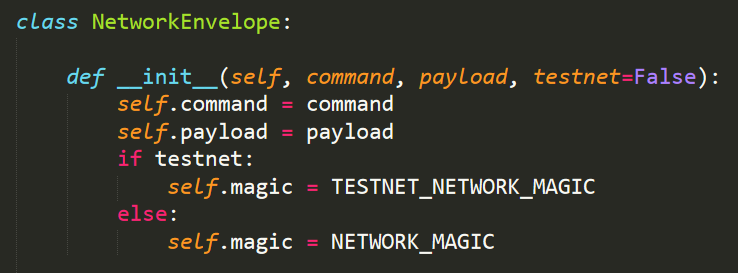 class NetworkEnvelope:
def __init__(self, command, payload, testnet=False):
self.command = command
self.payload = payload
if testnet:
self.magic = TESTNET_NETWORK_MAGIC
else:
self.magic = NETWORK_MAGIC